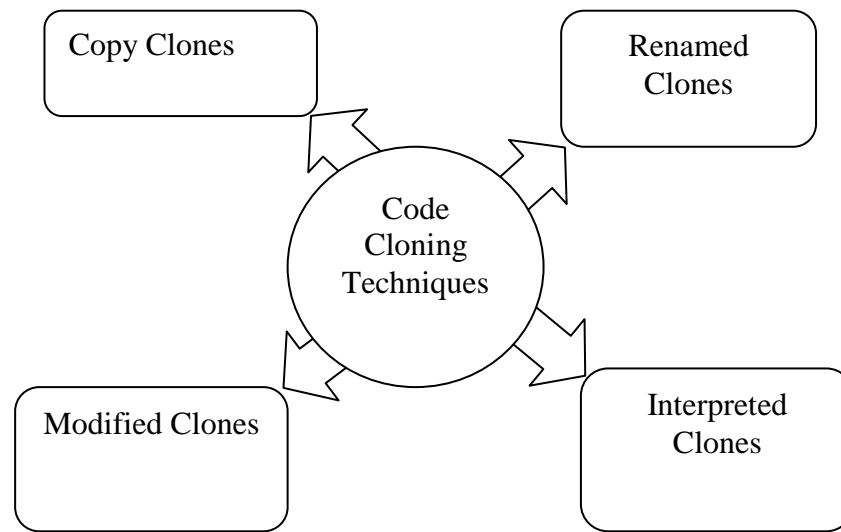 Copy Clones
Renamed
Clones
Code
Cloning
Techniques
Modified Clones
Interpreted
Clones